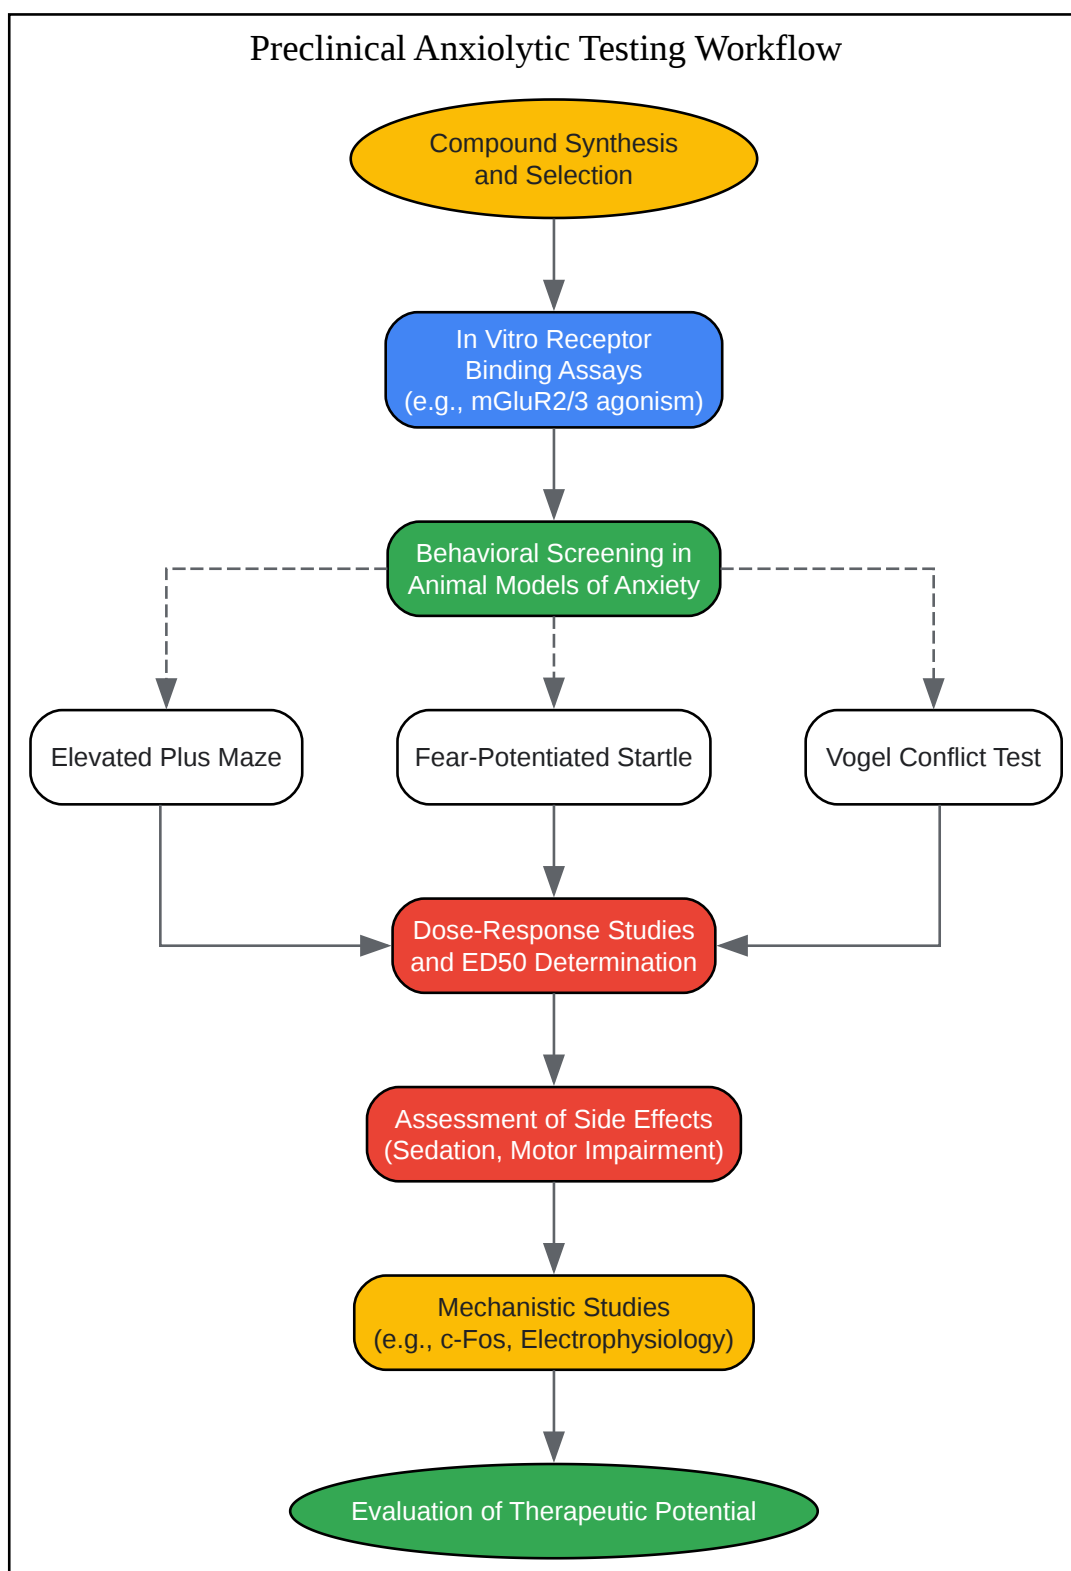 Preclinical Anxiolytic Testing Workflow
Compound Synthesis
and Selection
In Vitro Receptor
Binding Assays
(e.g., mGluR2/3 agonism)
Behavioral Screening in
Animal Models of Anxiety
Elevated Plus Maze
Fear-Potentiated Startle
Vogel Conflict Test
Dose-Response Studies
and ED50 Determination
Assessment of Side Effects
(Sedation, Motor Impairment)
Mechanistic Studies
(e.g., c-Fos, Electrophysiology)
Evaluation of Therapeutic Potential